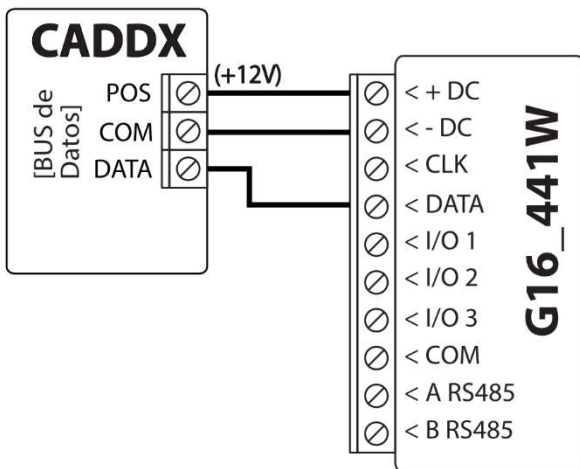 CADDX
[BUS de
Datos]
POS
COM
DATA
(+12V)
< + DC
< - DC
< CLK
< DATA
< I/O 1
< I/O 2
< I/O 3
< COM
< A RS485
< B RS485
G16_441W